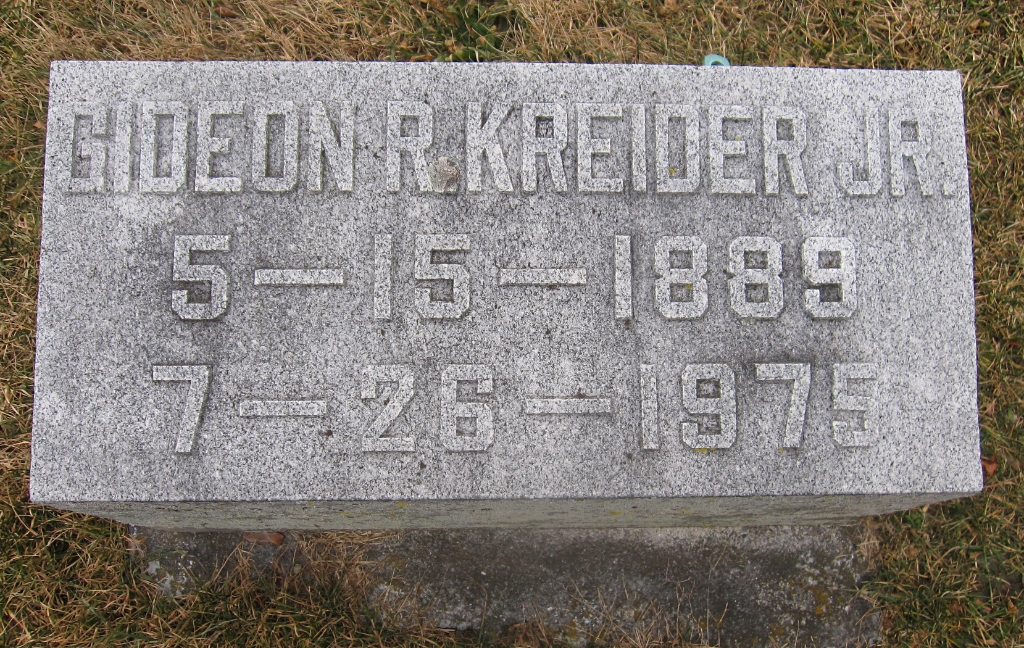 GIDEON R. KREIDER JR.
5-15-1889
7-26-1975